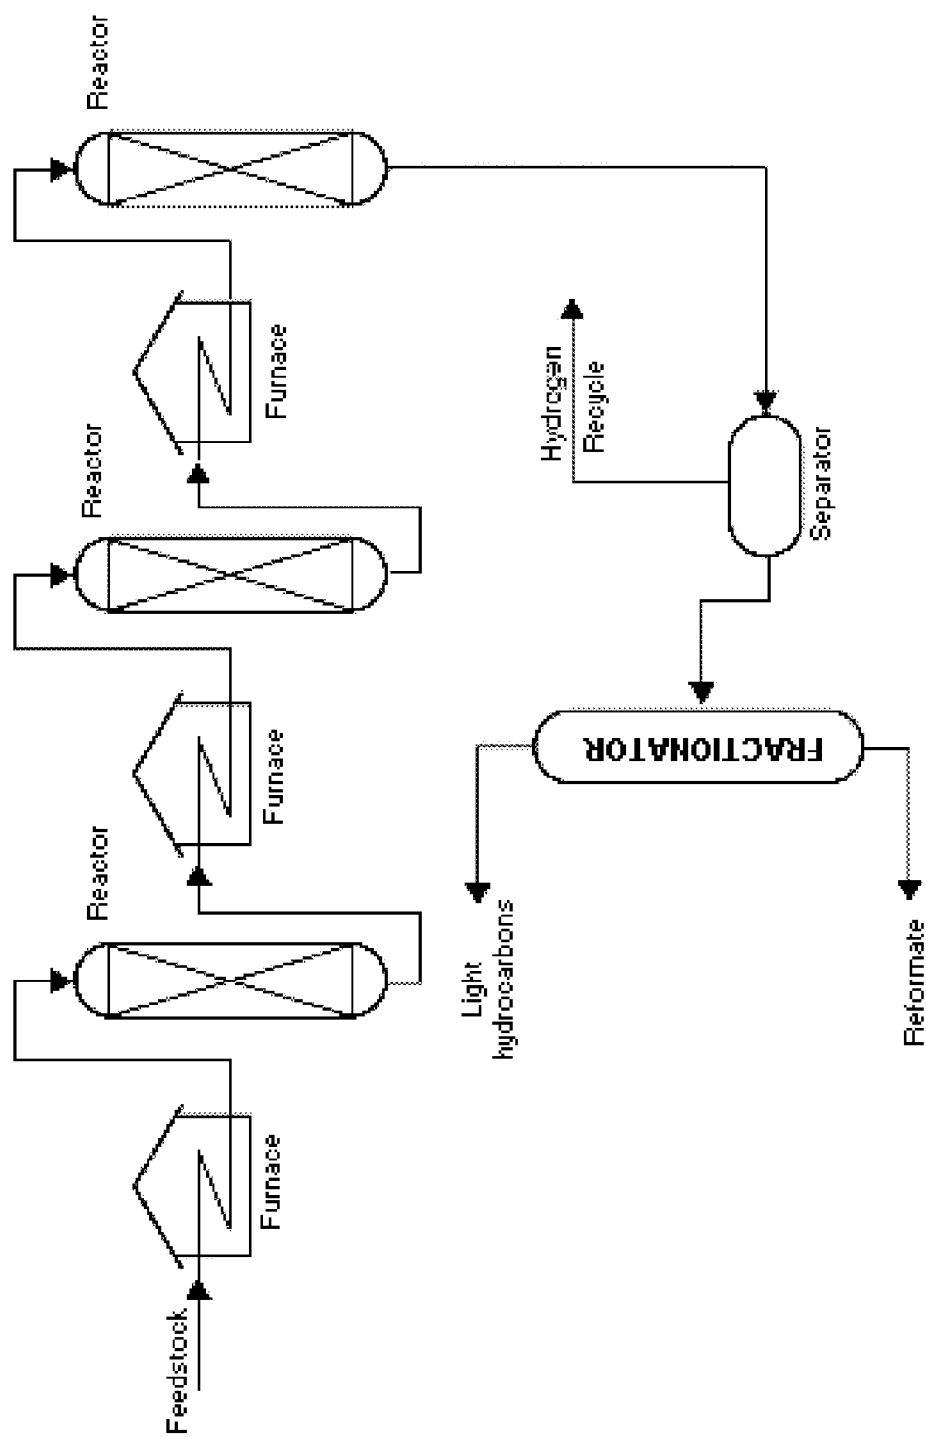 Feedstock
Furnace
Reactor
Furnace
Reactor
Furnace
Reactor
Hydrogen
Recycle
Separator
FRACTIONATOR
Light
hydrocarbons
Reformate